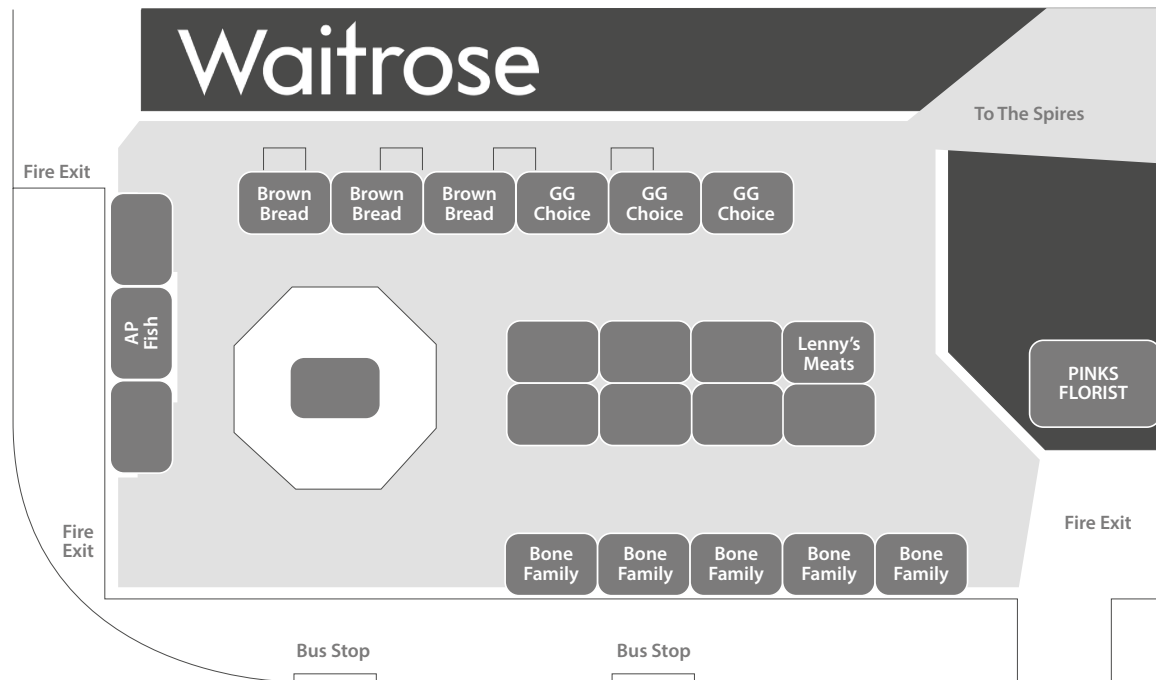 Waitrose
To The Spires
Fire Exit
Brown
Bread
Brown
Bread
Brown
Bread
GG
Choice
GG
Choice
GG
Choice
AP
Fish
Lenny’s
Meats
PINKS
FLORIST
Fire
Exit
Fire Exit
Bone
Family
Bone
Family
Bone
Family
Bone
Family
Bone
Family
Bus Stop
Bus Stop